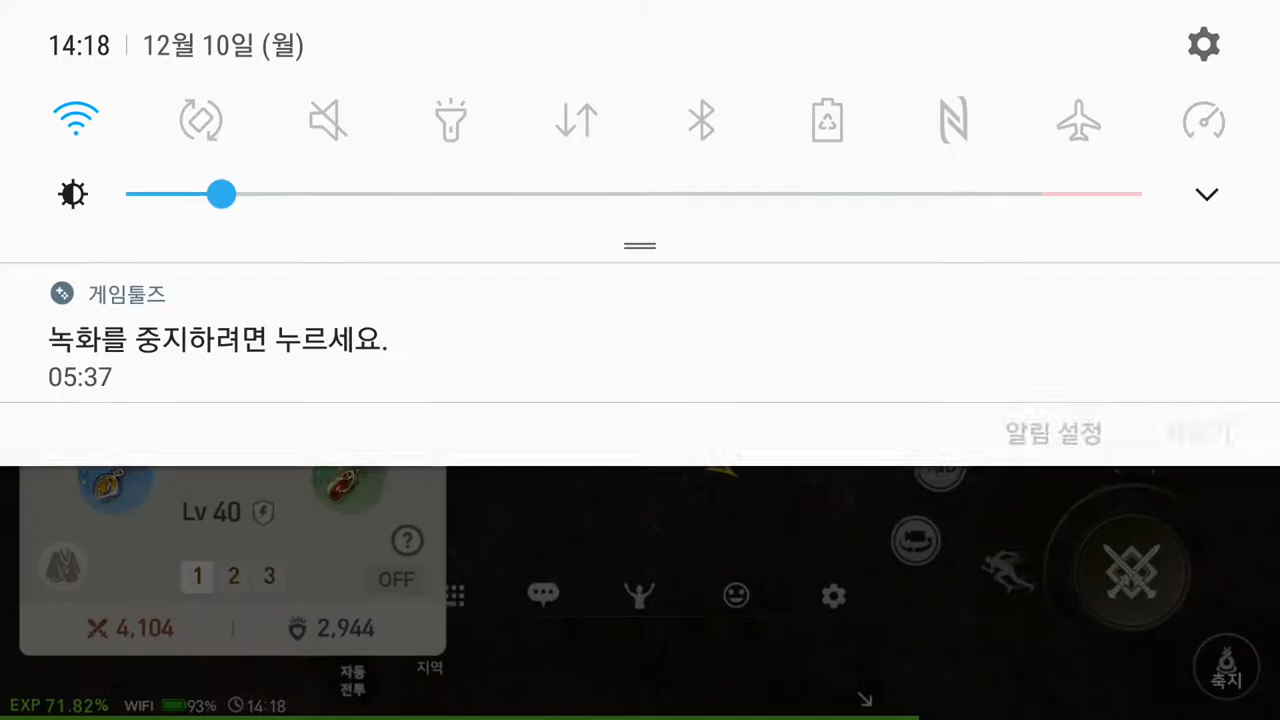 14:18 12월 10일 (월)
게임툴즈
녹화를 중지하려면 누르세요.
05:37
알림 설정
Lv 40
?
1 2 3
OFF
4,104 2,944
자동
전투
지역
축지
EXP 71.82% WIFI 93% 14:18